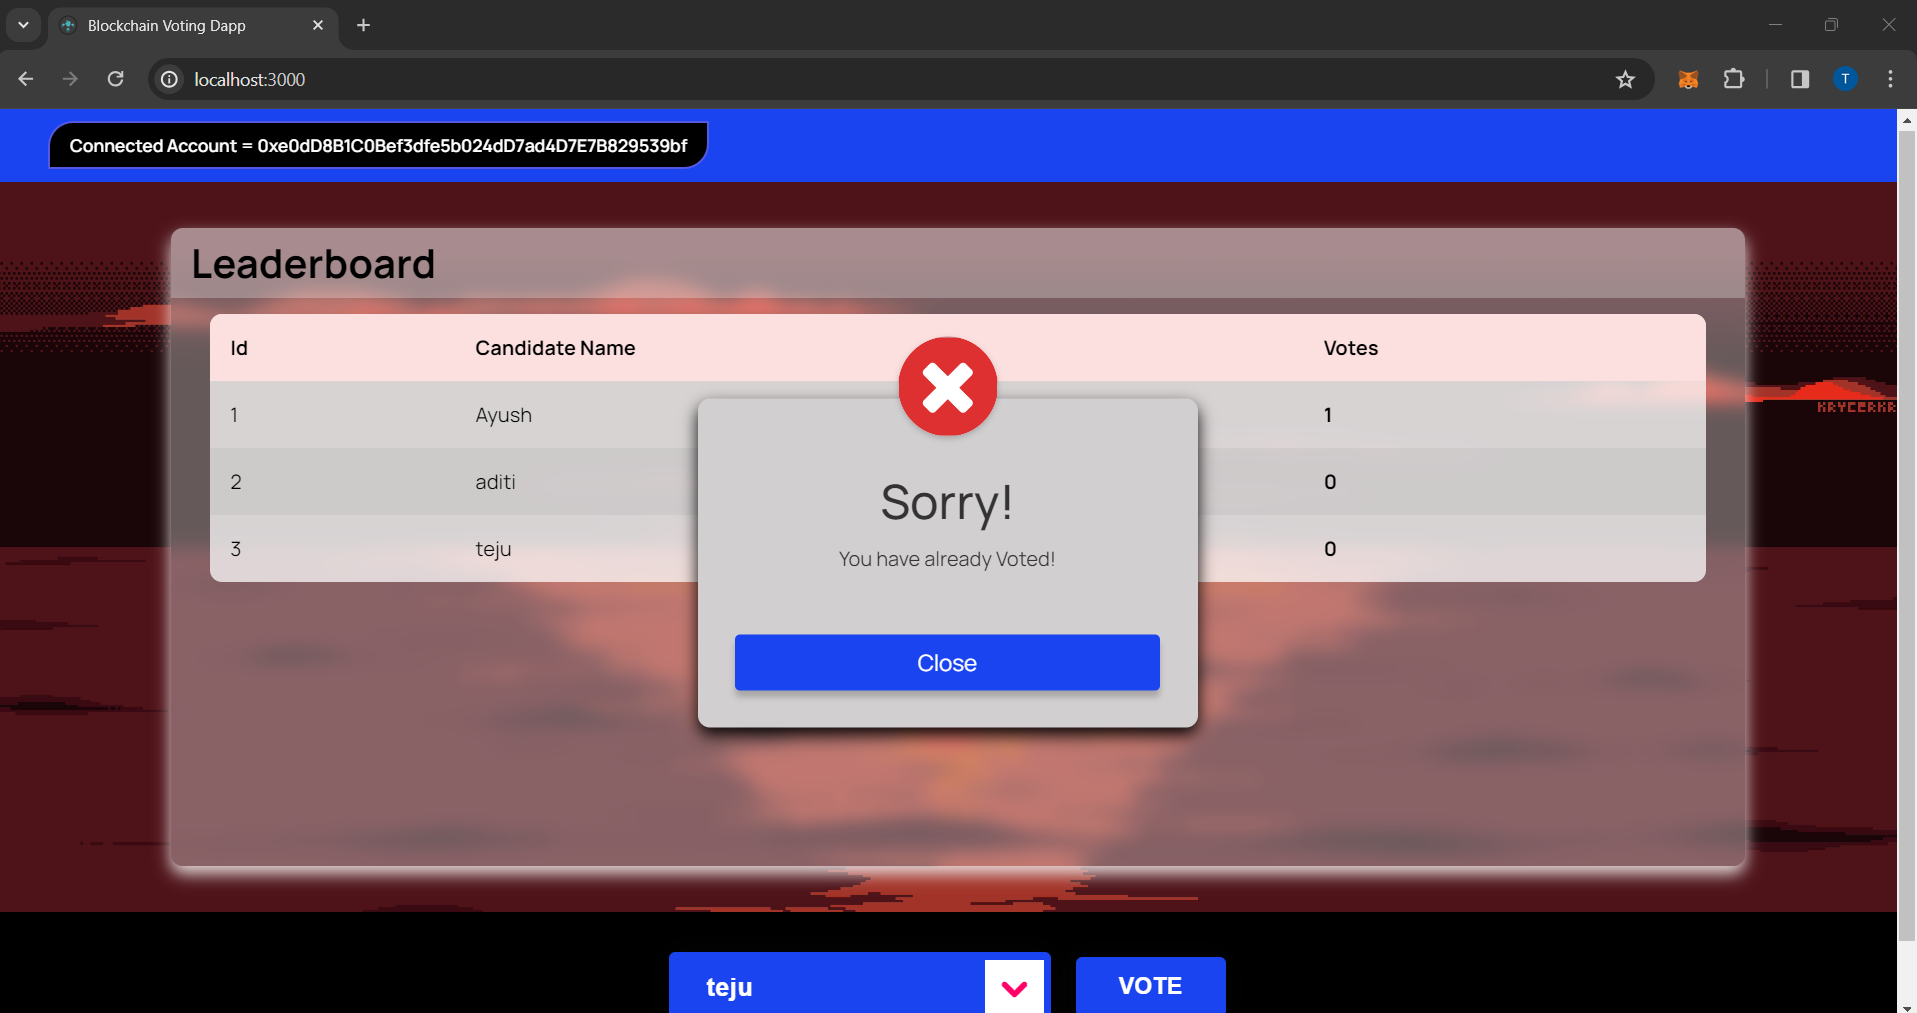 Blockchain Voting Dapp
localhost:3000
T
Connected Account = 0xe0dD8B1C0Bef3dfe5b024dD7ad4D7E7B829539bf
Leaderboard
Id Candidate Name Votes
1 Ayush 1
2 aditi 0
3 teju 0
Sorry!
You have already Voted!
Close
teju
VOTE